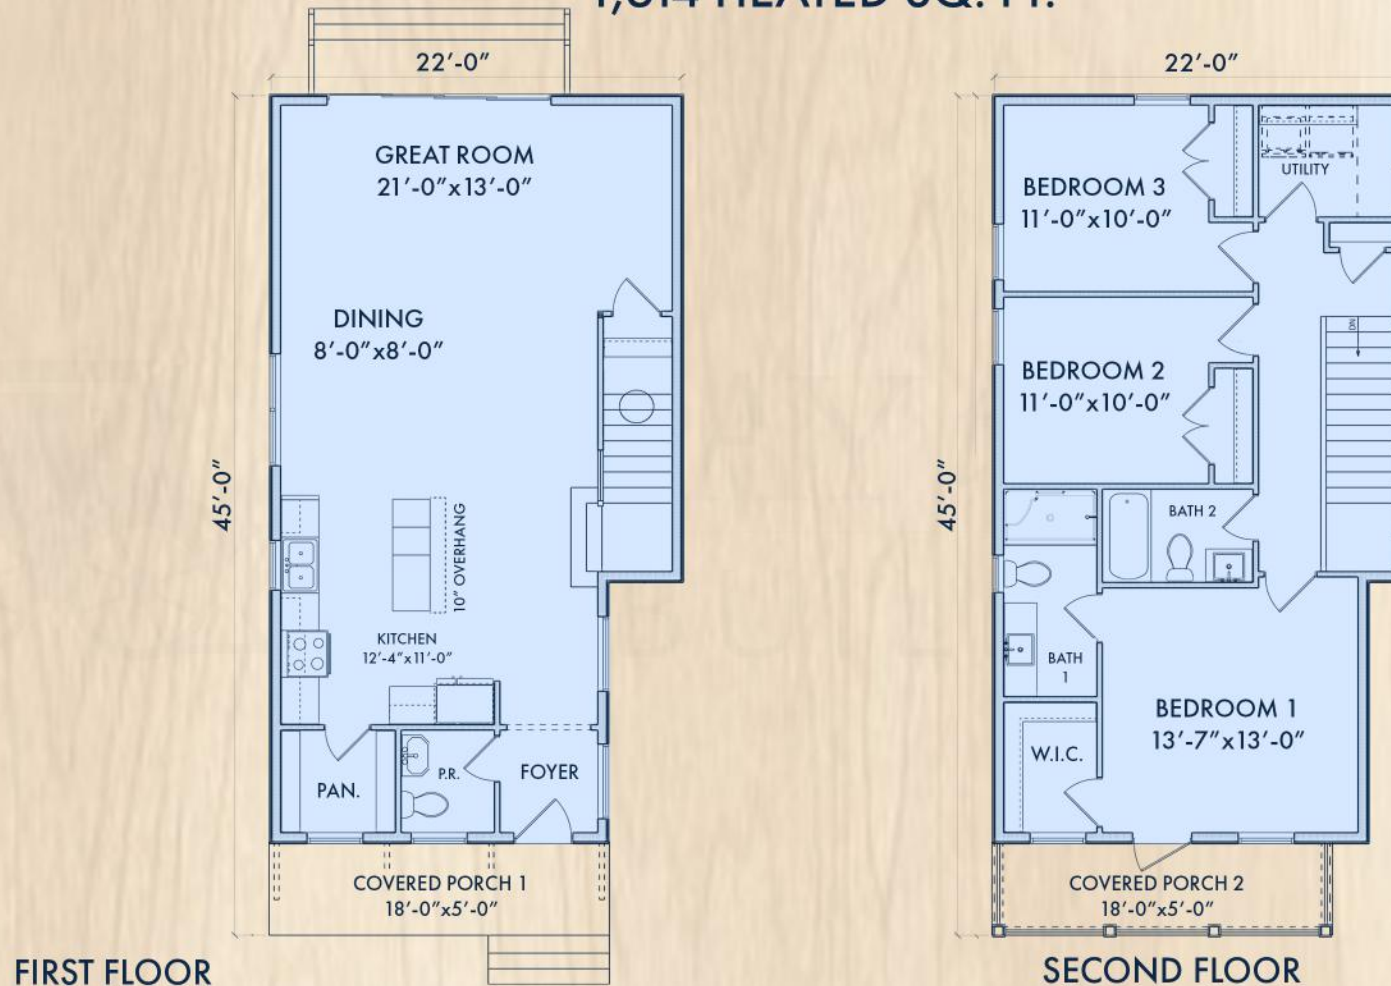 22'-0"
GREAT ROOM
21'-0"x13'-0"
DINING
8'-0"x8'-0"
45'-0"
10" OVERHANG
KITCHEN
12'-4"x11'-0"
PAN.
P.R.
FOYER
COVERED PORCH 1
18'-0"x5'-0"
FIRST FLOOR
22'-0"
UTILITY
BEDROOM 3
11'-0"x10'-0"
DN
BEDROOM 2
11'-0"x10'-0"
45'-0"
BATH 2
BATH
1
BEDROOM 1
13'-7"x13'-0"
W.I.C.
COVERED PORCH 2
18'-0"x5'-0"
SECOND FLOOR